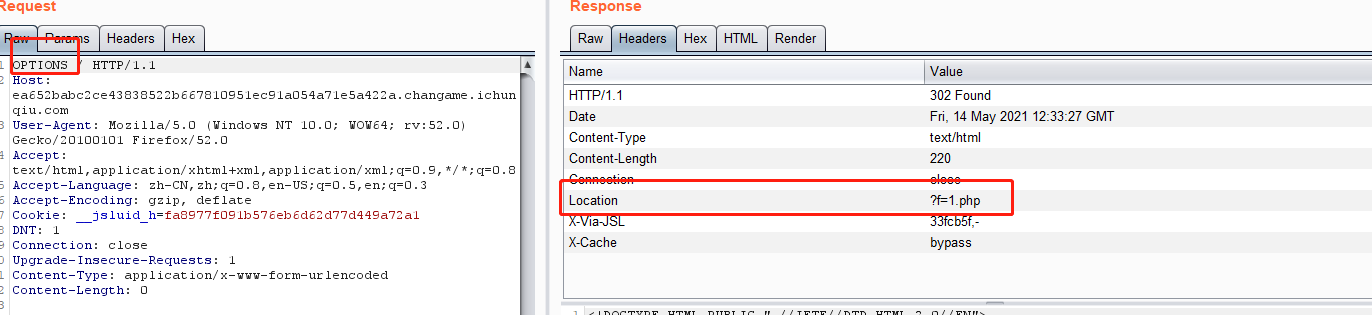 Request
Raw Params Headers Hex
1 OPTIONS / HTTP/1.1
2 Host:
ea652babc2ce43838522b667810951ec91a054a71e5a422a.changame.ichun
qiu.com
3 User-Agent: Mozilla/5.0 (Windows NT 10.0; WOW64; rv:52.0)
Gecko/20100101 Firefox/52.0
4 Accept:
text/html,application/xhtml+xml,application/xml;q=0.9,*/*;q=0.8
5 Accept-Language: zh-CN,zh;q=0.8,en-US;q=0.5,en;q=0.3
6 Accept-Encoding: gzip, deflate
7 Cookie: __jsluid_h=fa8977f091b576eb6d62d77d449a72a1
8 DNT: 1
9 Connection: close
0 Upgrade-Insecure-Requests: 1
1 Content-Type: application/x-www-form-urlencoded
2 Content-Length: 0
3
Response
Raw Headers Hex HTML Render
Name Value
HTTP/1.1 302 Found
Date Fri, 14 May 2021 12:33:27 GMT
Content-Type text/html
Content-Length 220
Connection close
Location ?f=1.php
X-Via-JSL 33fcb5f,-
X-Cache bypass
1 <!DOCTYPE HTML PUBLIC "-//IETF//DTD HTML 2.0//EN">